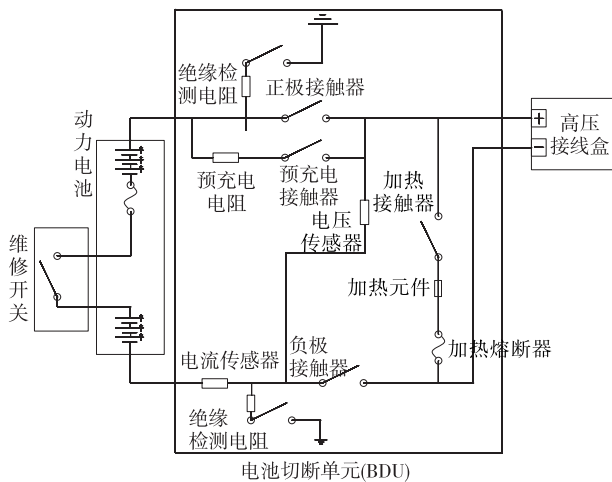 绝缘检
测电阻
正极接触器
动力电池
预充电
电阻
预充电
接触器
电压
传感器
加热
接触器
+
−
高压
接线盒
维修开关
加热元件
电流传感器
负极
接触器
加热熔断器
绝缘
检测电阻
电池切断单元(BDU)